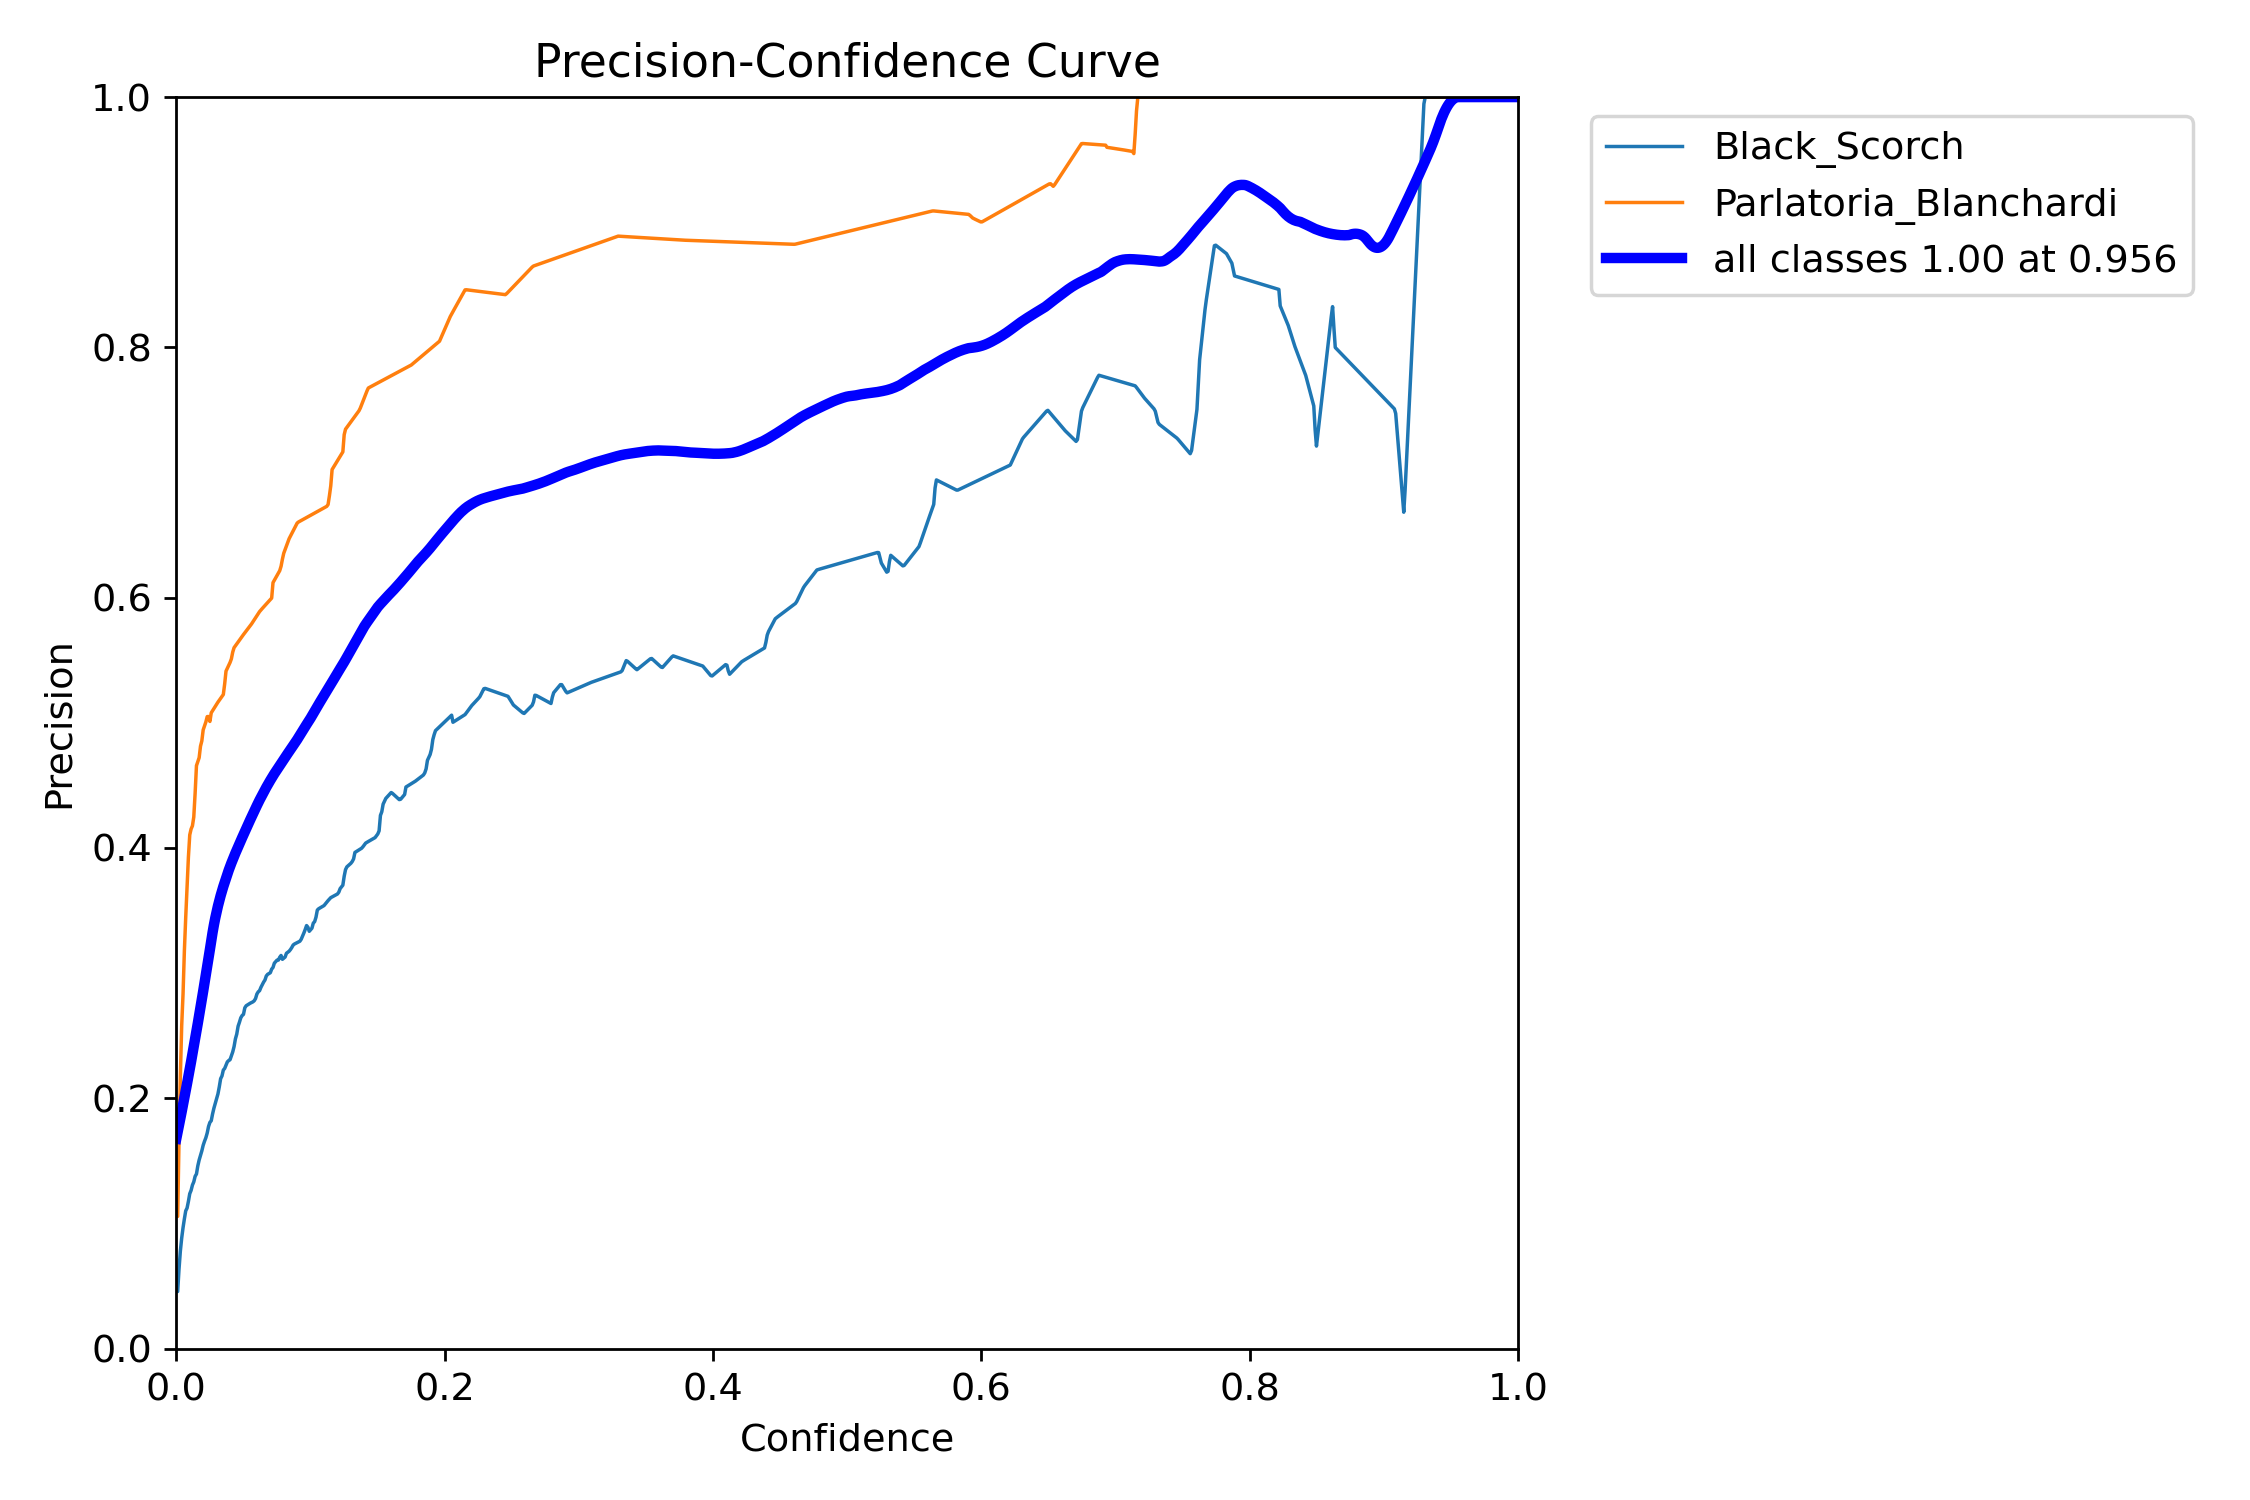 Precision-Confidence Curve
1.0
0.8
0.6
0.4
0.2
0.0
Precision
0.0 0.2 0.4 0.6 0.8 1.0
Confidence
Black_Scorch
Parlatoria_Blanchardi
all classes 1.00 at 0.956